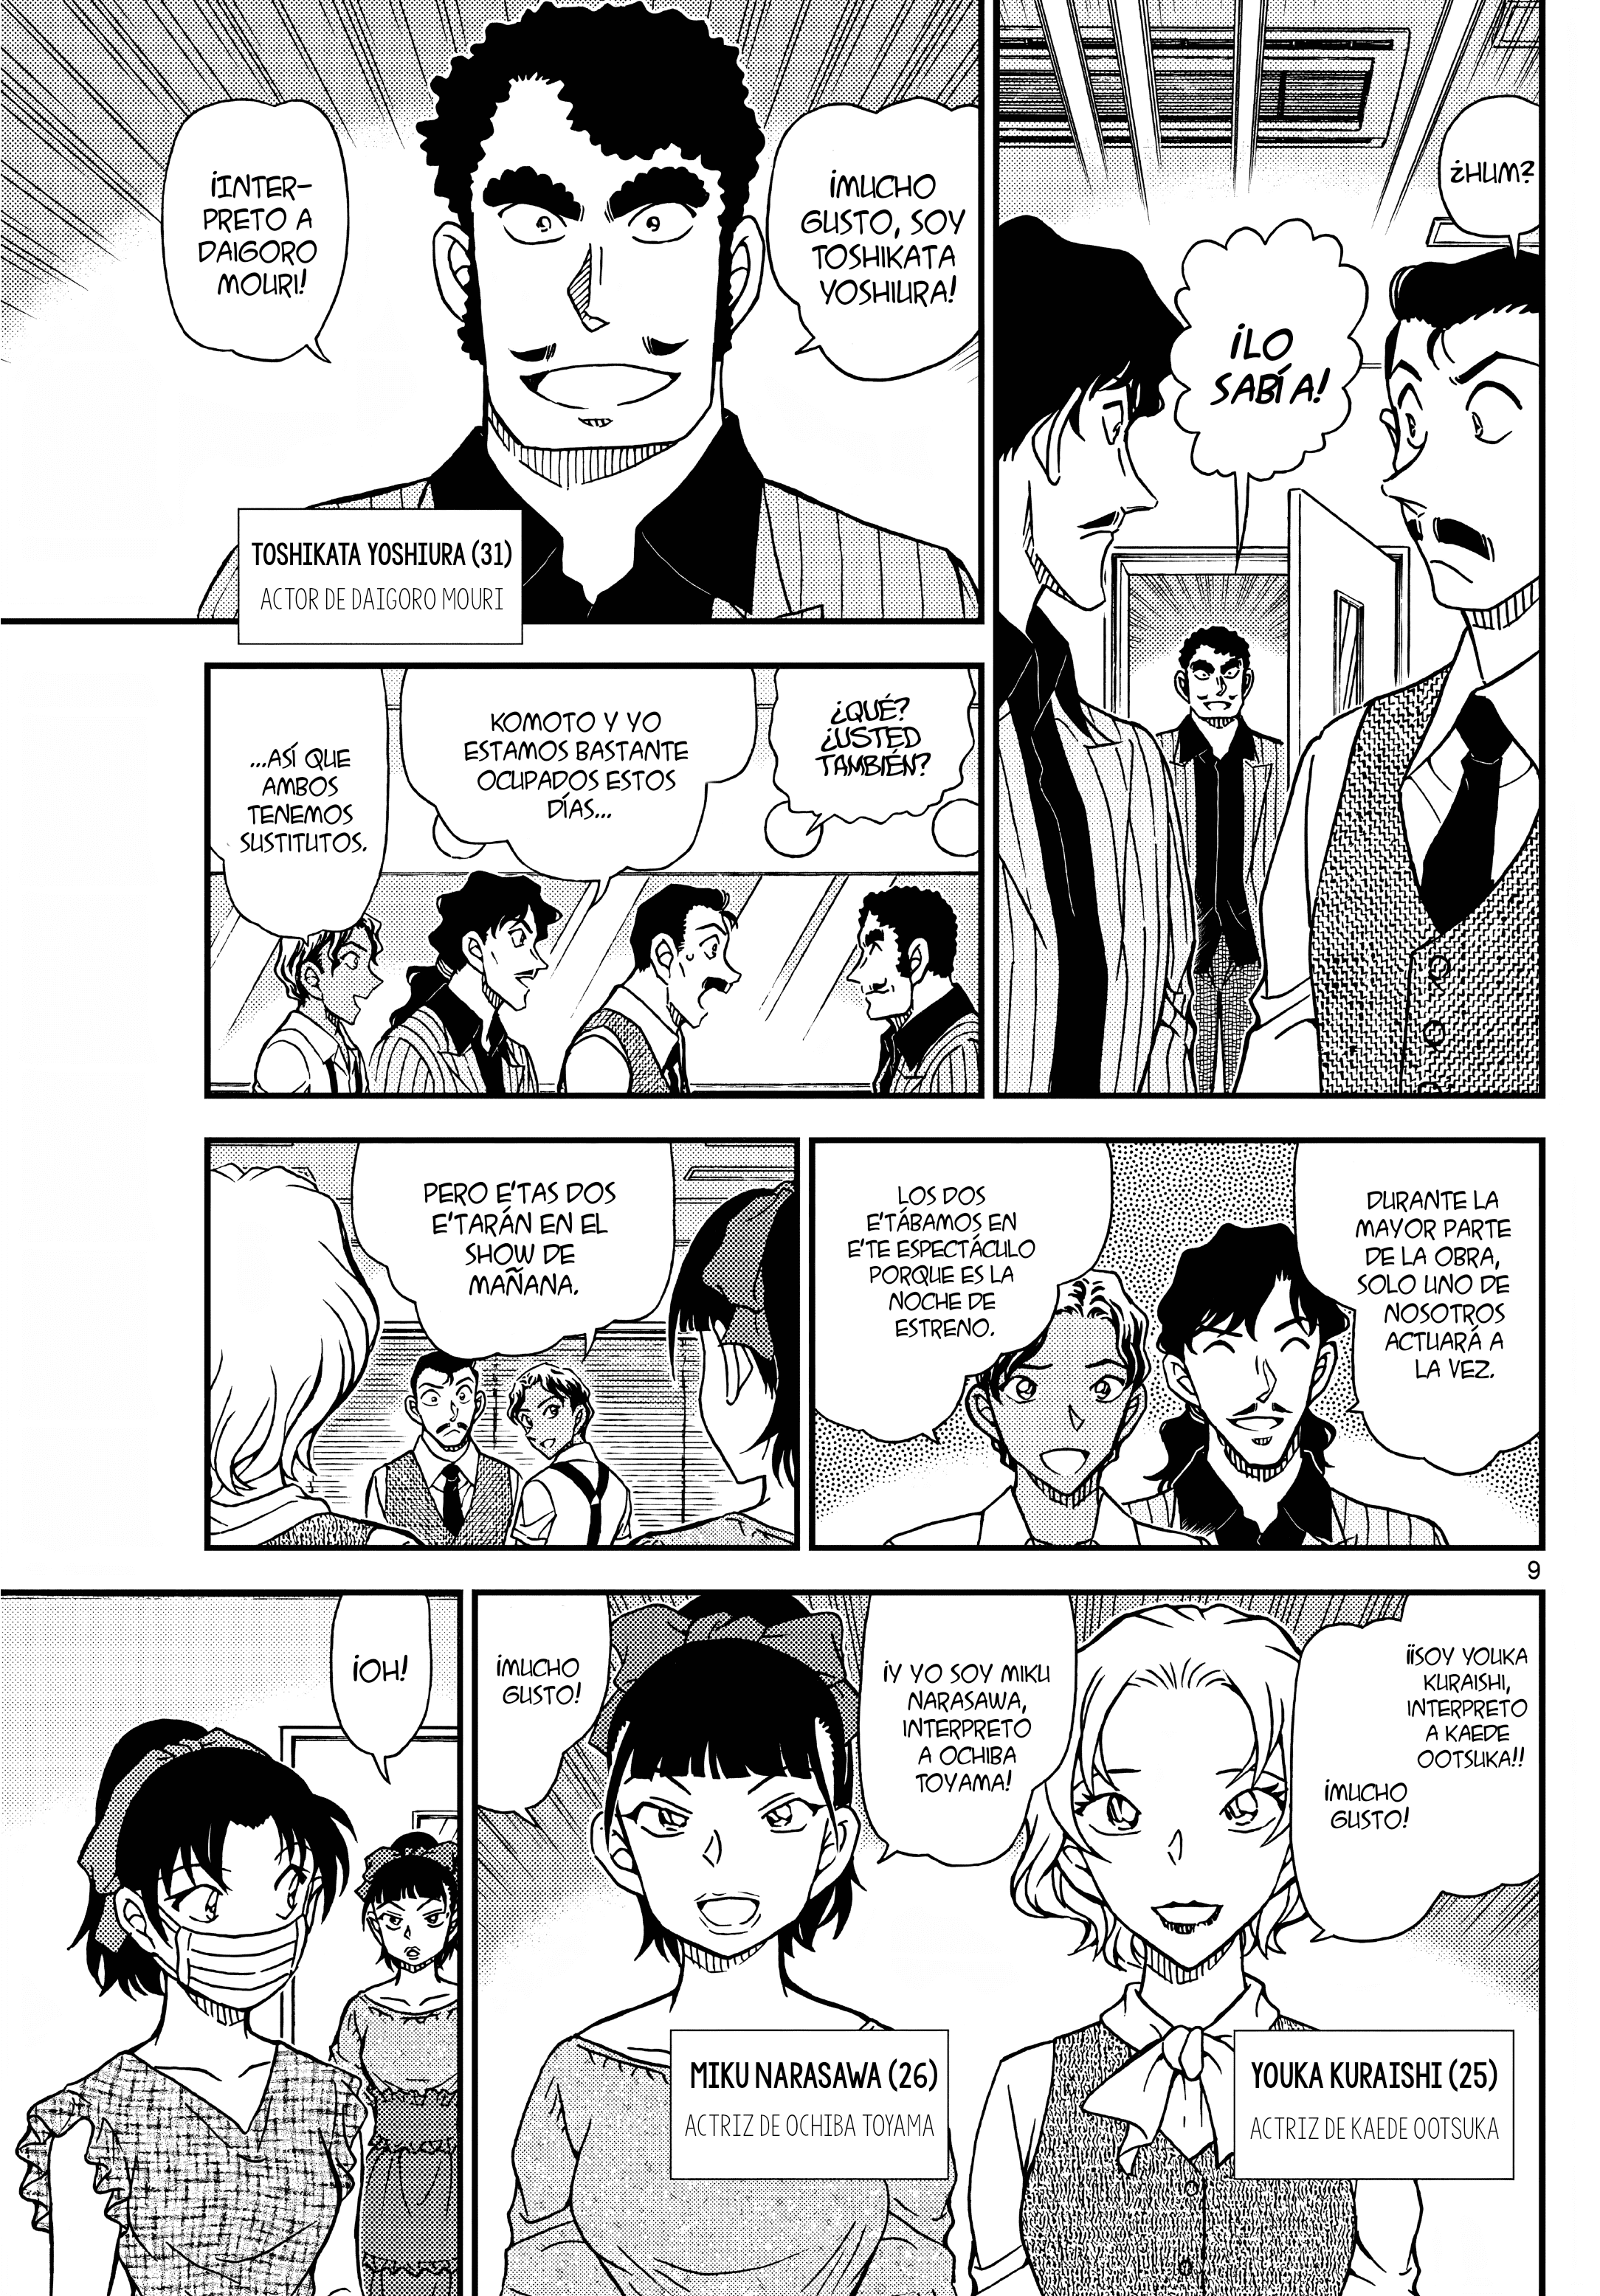 ¿HUM?
¡LO
SABÍA!
¡MUCHO
GUSTO, SOY
TOSHIKATA
YOSHIURA!
¡INTER-
PRETO A
DAIGORO
MOURI!
TOSHIKATA YOSHIURA (31)
ACTOR DE DAIGORO MOURI
¿QUÉ?
¿USTED
TAMBIÉN?
KOMOTO Y YO
ESTAMOS BASTANTE
OCUPADOS ESTOS
DÍAS...
...ASÍ QUE
AMBOS
TENEMOS
SUSTITUTOS.
DURANTE LA
MAYOR PARTE
DE LA OBRA,
SOLO UNO DE
NOSOTROS
ACTUARÁ A
LA VEZ.
LOS DOS
E'TÁBAMOS EN
E'TE ESPECTÁCULO
PORQUE ES LA
NOCHE DE
ESTRENO.
PERO E'TAS DOS
E'TARÁN EN EL
SHOW DE
MAÑANA.
9
¡¡SOY YOUKA
KURAISHI,
INTERPRETO
A KAEDE
OOTSUKA!!
¡MUCHO
GUSTO!
¡Y YO SOY MIKU
NARASAWA,
INTERPRETO
A OCHIBA
TOYAMA!
¡MUCHO
GUSTO!
YOUKA KURAISHI (25)
ACTRIZ DE KAEDE OOTSUKA
MIKU NARASAWA (26)
ACTRIZ DE OCHIBA TOYAMA
¡OH!